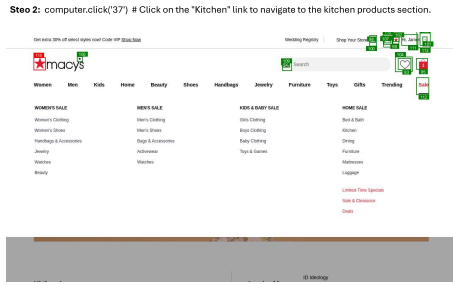 Steo 2: computer.click('37') # Click on the "Kitchen" link to navigate to the kitchen products section.
Get extra 30% off select styles now! Code VIP Shop Now
Wedding Registry
Shop Your Store
Hi, James
macys
Search
Women Men Kids Home Beauty Shoes Handbags Jewelry Furniture Toys Gifts Trending Sale
WOMEN'S SALE MEN'S SALE KIDS & BABY SALE HOME SALE
Women's Clothing Men's Clothing Girls Clothing Bed & Bath
Women's Shoes Men's Shoes Boys Clothing Kitchen
Handbags & Accessories Bags & Accessories Baby Clothing Dining
Jewelry Activewear Toys & Games Furniture
Watches Watches Mattresses
Beauty Luggage
Limited-Time Specials
Sale & Clearance
Deals
ID Ideology